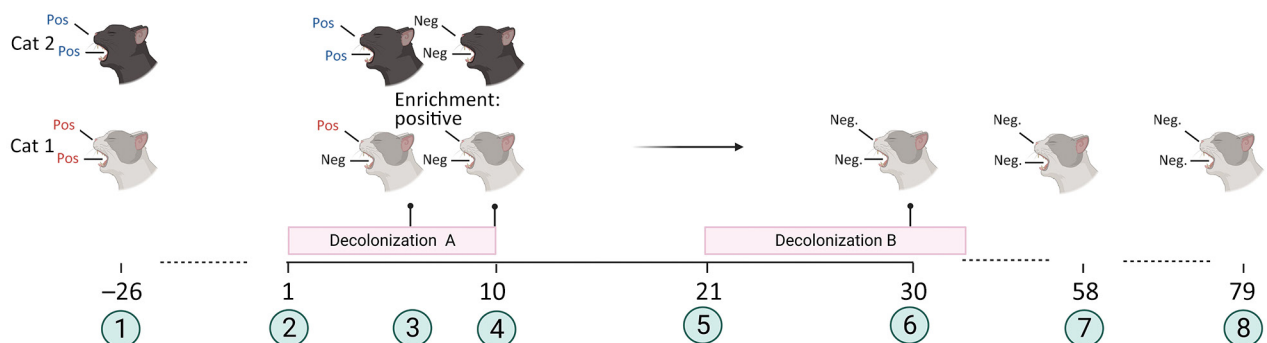 Pos
Pos
Neg
Cat 2
Pos
Pos
Neg
Enrichment:
positive
Pos
Pos
Neg.
Neg.
Neg.
Cat 1
Pos
Neg
Neg
Neg.
Neg.
Neg.
Decolonization A
Decolonization B
–26
1
10
21
30
58
79
1
2
3
4
5
6
7
8